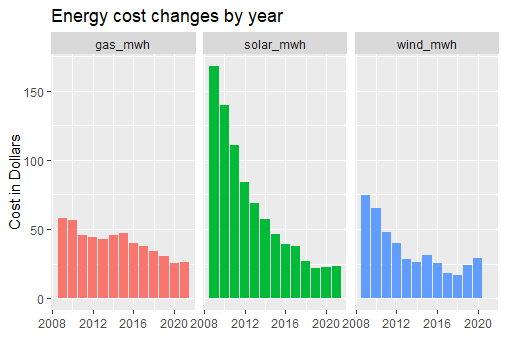 Energy cost changes by year
gas_mwh solar_mwh wind_mwh
Cost in Dollars
150
100
50
0
2008 2012 2016 2020 2008 2012 2016 2020 2008 2012 2016 2020